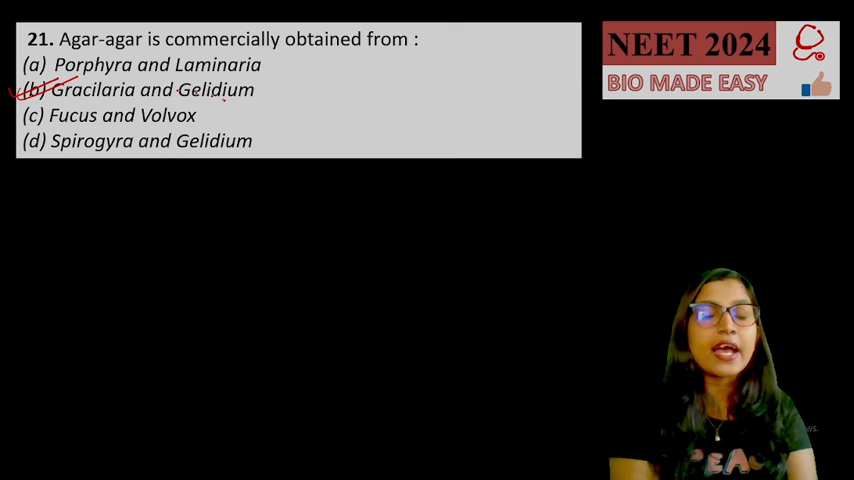 21. Agar-agar is commercially obtained from :
(a) Porphyra and Laminaria
(b) Gracilaria and Gelidium
(c) Fucus and Volvox
(d) Spirogyra and Gelidium
NEET 2024
BIO MADE EASY
PEA